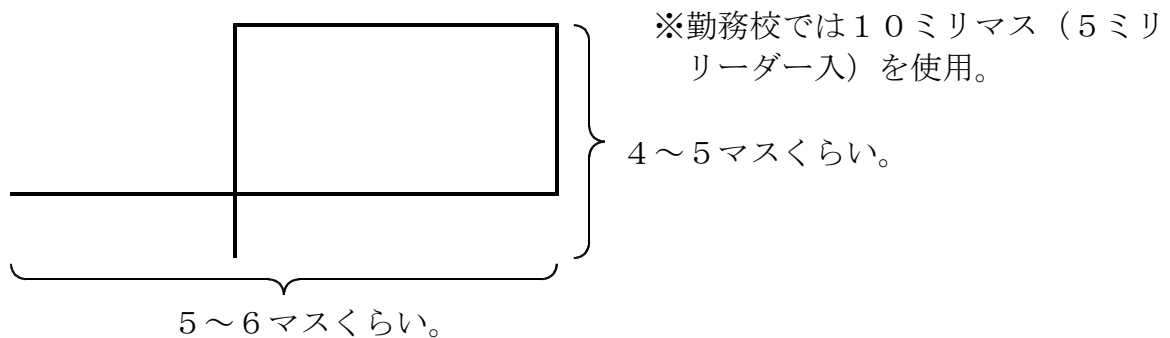 ※勤務校では１０ミリマス（５ミリ
リーダー入）を使用。
４～５マスくらい。
５～６マスくらい。